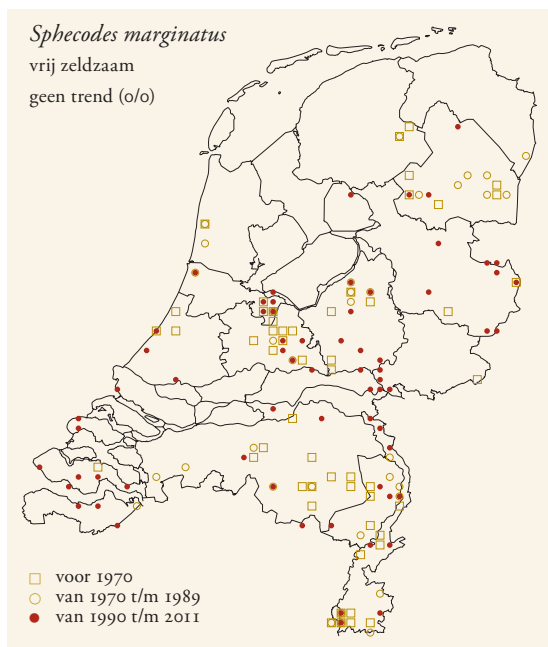 Sphecodes marginatus
vrij zeldzaam
geen trend (0/0)
voor 1970
van 1970 t/m 1989
van 1990 t/m 2011